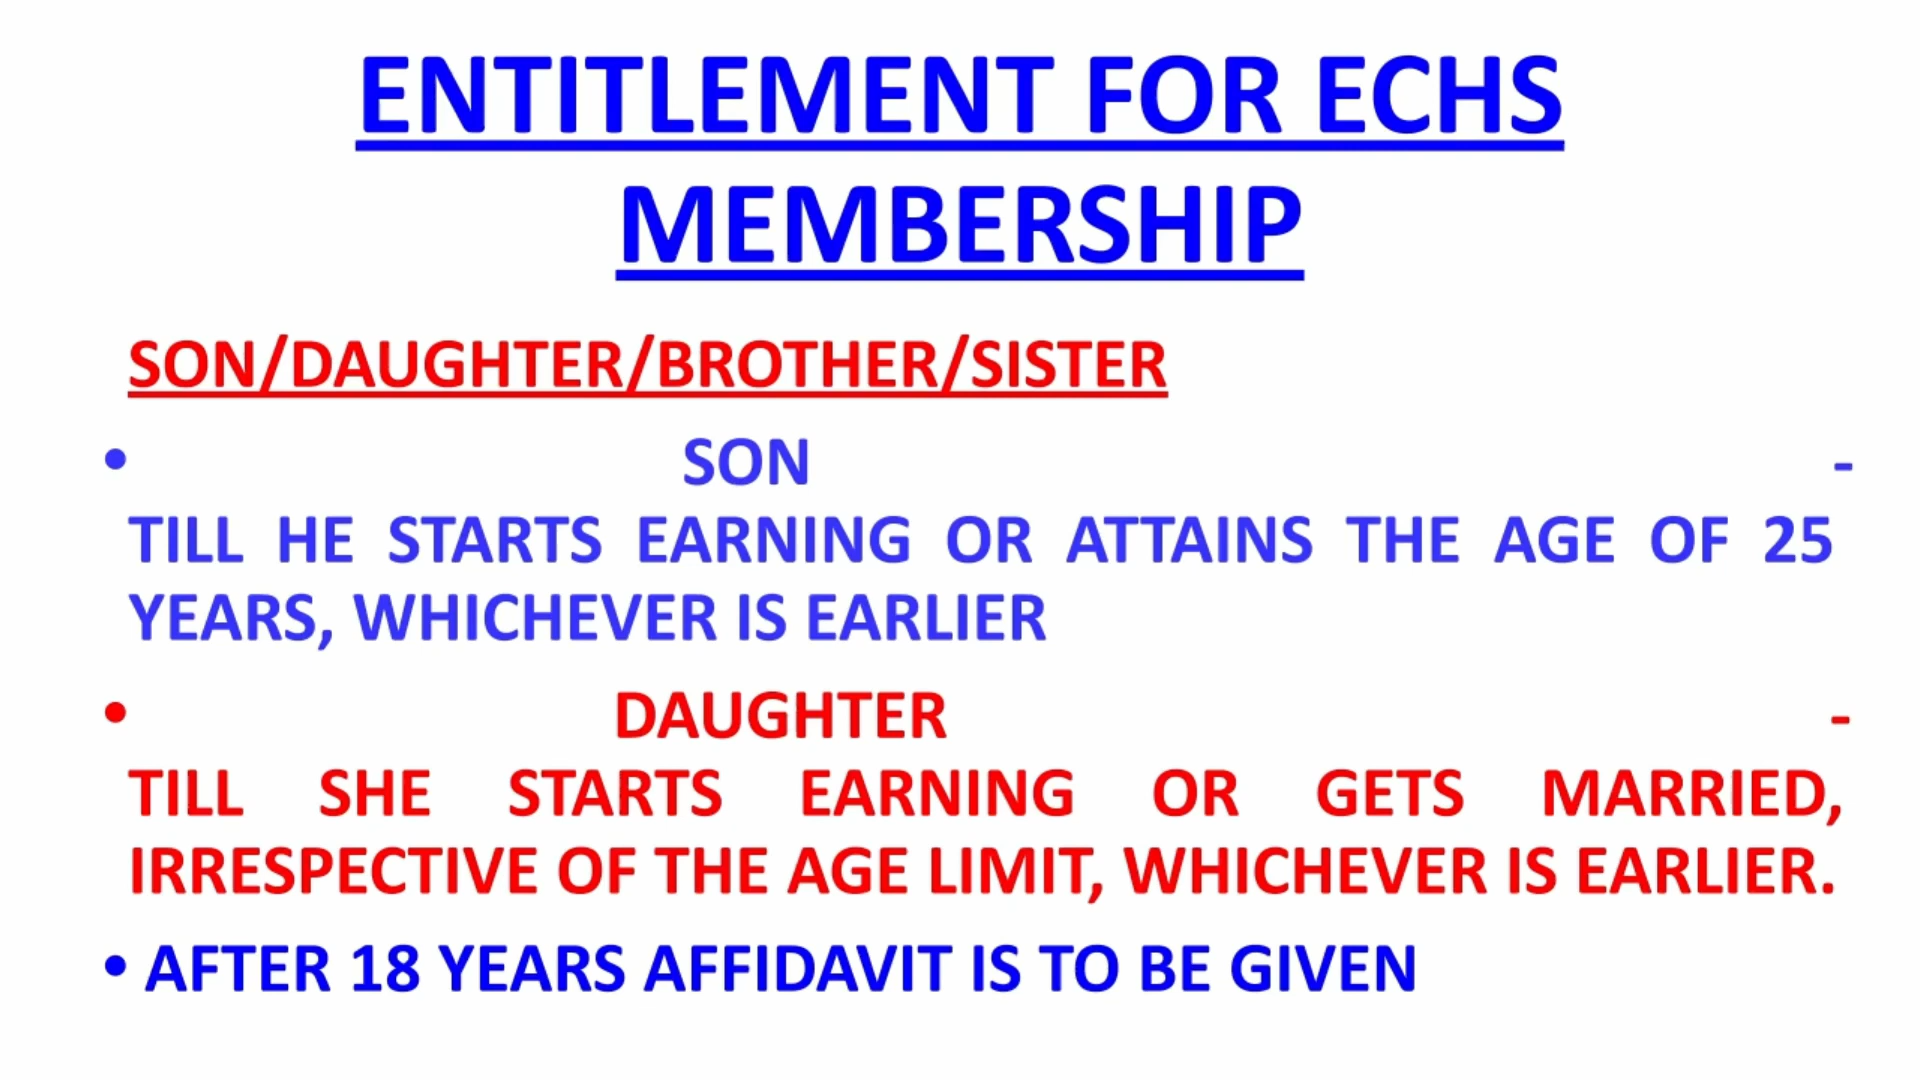 ENTITLEMENT FOR ECHS
MEMBERSHIP
SON/DAUGHTER/BROTHER/SISTER
• SON -
TILL HE STARTS EARNING OR ATTAINS THE AGE OF 25
YEARS, WHICHEVER IS EARLIER
• DAUGHTER -
TILL SHE STARTS EARNING OR GETS MARRIED,
IRRESPECTIVE OF THE AGE LIMIT, WHICHEVER IS EARLIER.
• AFTER 18 YEARS AFFIDAVIT IS TO BE GIVEN